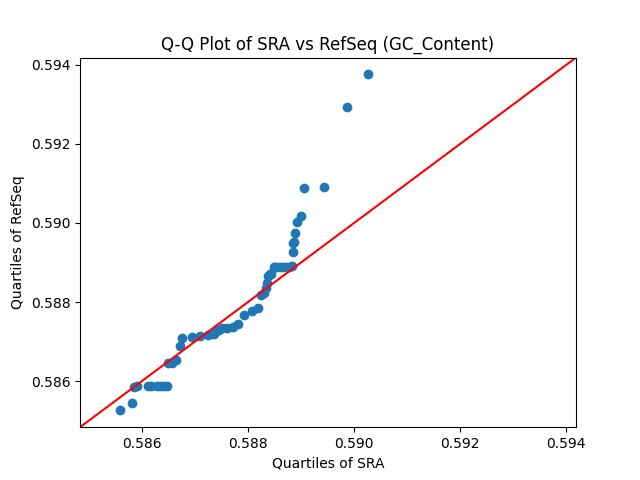 Q-Q Plot of SRA vs RefSeq (GC_Content)
Quartiles of RefSeq
0.594
0.592
0.590
0.588
0.586
0.586 0.588 0.590 0.592 0.594
Quartiles of SRA